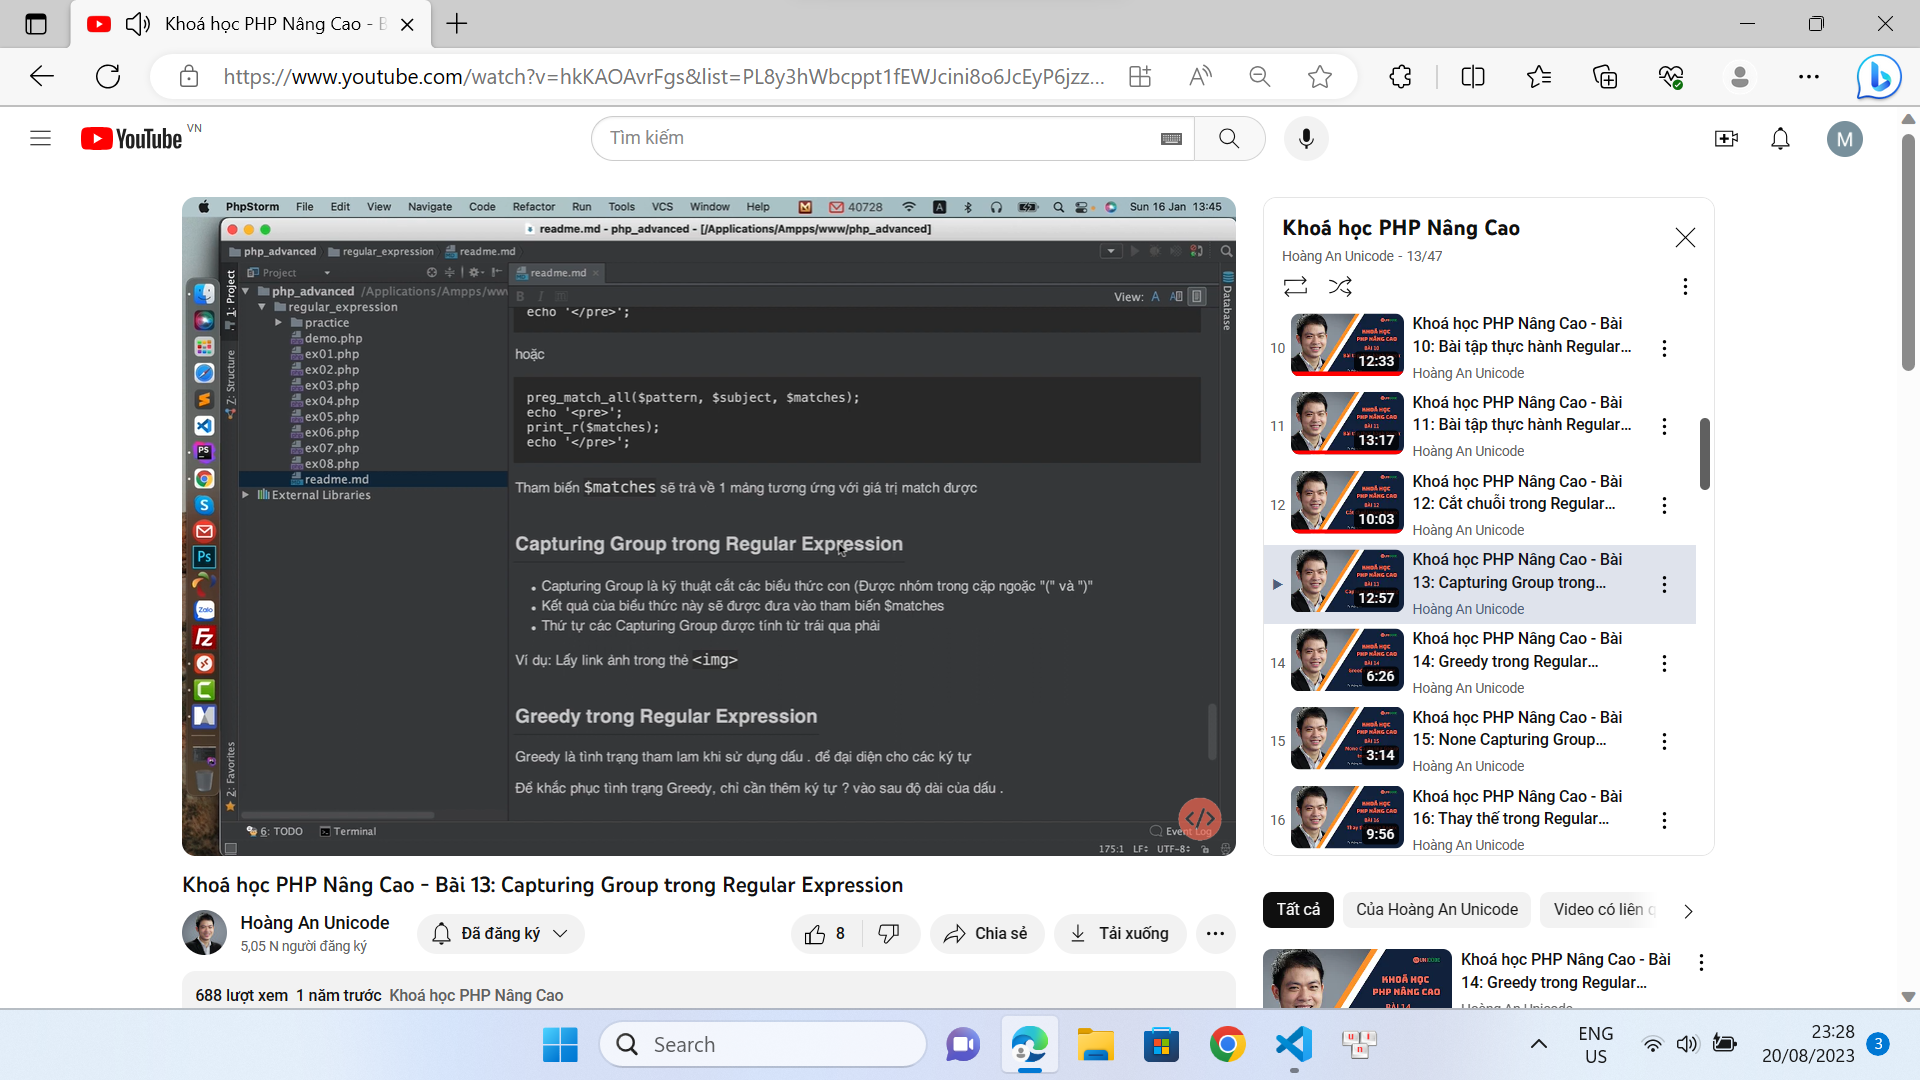 Khoá học PHP Nâng Cao - B
https://www.youtube.com/watch?v=hkKAOAvrFgs&list=PL8y3hWbcppt1fEWJcini8o6JcEyP6jzz...
YouTube VN
Tìm kiếm
M
PhpStorm File Edit View Navigate Code Refactor Run Tools VCS Window Help 40728 Sun 16 Jan 13:45
readme.md - php_advanced - [/Applications/Ampps/www/php_advanced]
php_advanced regular_expression readme.md
Project
readme.md
1: Project
Z: Structure
2: Favorites
Database
php_advanced /Applications/Ampps/ww
regular_expression
practice
demo.php
ex01.php
ex02.php
ex03.php
ex04.php
ex05.php
ex06.php
ex07.php
ex08.php
readme.md
External Libraries
View:
echo '</pre>';
hoặc
preg_match_all($pattern, $subject, $matches);
echo '<pre>';
print_r($matches);
echo '</pre>';
Tham biến $matches sẽ trả về 1 mảng tương ứng với giá trị match được
Capturing Group trong Regular Expression
Capturing Group là kỹ thuật cắt các biểu thức con (Được nhóm trong cặp ngoặc "(" và ")"
Kết quả của biểu thức này sẽ được đưa vào tham biến $matches
Thứ tự các Capturing Group được tính từ trái qua phải
Ví dụ: Lấy link ảnh trong thẻ <img>
Greedy trong Regular Expression
Greedy là tình trạng tham lam khi sử dụng dấu . để đại diện cho các ký tự
Để khắc phục tình trạng Greedy, chỉ cần thêm ký tự ? vào sau độ dài của dấu .
6: TODO Terminal Event Log
175:1 LF: UTF-8:
Ps
Zalo
Khoá học PHP Nâng Cao
Hoàng An Unicode - 13/47
10
12:33
Khoá học PHP Nâng Cao - Bài
10: Bài tập thực hành Regular...
Hoàng An Unicode
11
13:17
Khoá học PHP Nâng Cao - Bài
11: Bài tập thực hành Regular...
Hoàng An Unicode
12
10:03
Khoá học PHP Nâng Cao - Bài
12: Cắt chuỗi trong Regular...
Hoàng An Unicode
12:57
Khoá học PHP Nâng Cao - Bài
13: Capturing Group trong...
Hoàng An Unicode
14
6:26
Khoá học PHP Nâng Cao - Bài
14: Greedy trong Regular...
Hoàng An Unicode
15
3:14
Khoá học PHP Nâng Cao - Bài
15: None Capturing Group...
Hoàng An Unicode
16
9:56
Khoá học PHP Nâng Cao - Bài
16: Thay thế trong Regular...
Hoàng An Unicode
Khoá học PHP Nâng Cao - Bài 13: Capturing Group trong Regular Expression
Hoàng An Unicode
5,05 N người đăng ký
Đã đăng ký
8
Chia sẻ
Tải xuống
688 lượt xem 1 năm trước Khoá học PHP Nâng Cao
Tất cả Của Hoàng An Unicode Video có liên q
KHOÁ HỌC
PHP NÂNG CAO
BÀI 14
Khoá học PHP Nâng Cao - Bài
14: Greedy trong Regular...
Hoàng An Unicode
Search
ENG
US
23:28
20/08/2023
3